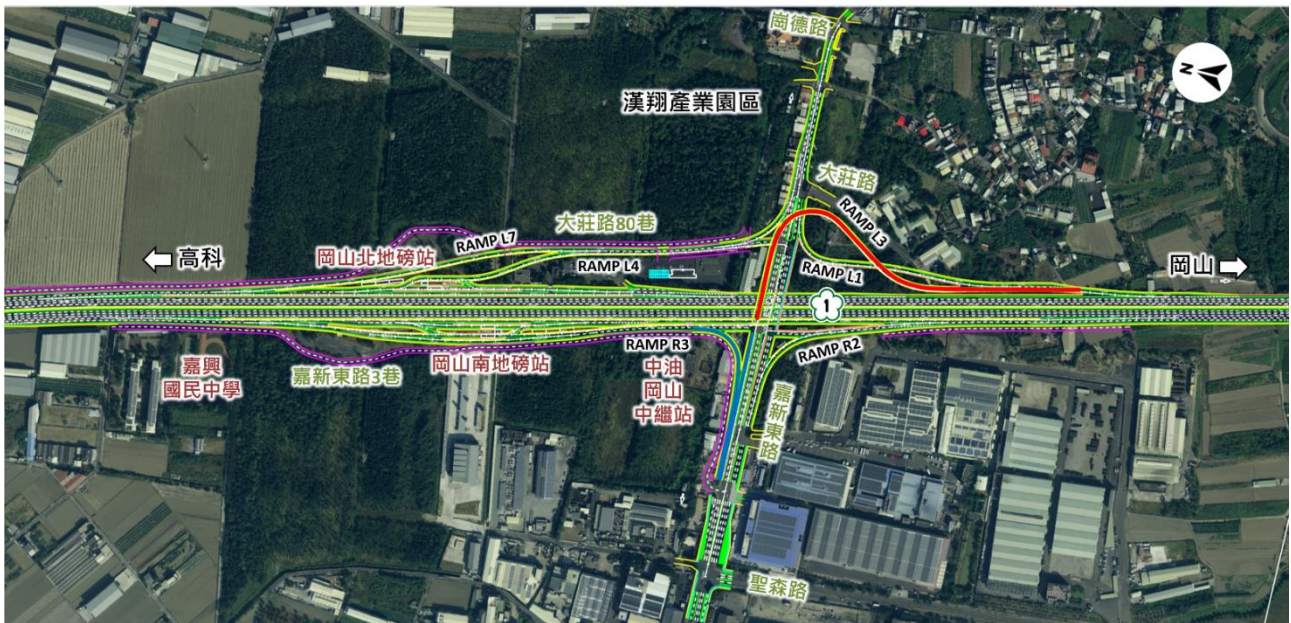 崗德路
N
漢翔產業園區
大莊路
大莊路80巷
RAMP L3
RAMP L7
岡山北地磅站
高科
RAMP L4
RAMP L1
岡山
1
RAMP R3
RAMP R2
嘉興
國民中學
嘉新東路3巷
岡山南地磅站
中油
岡山
中繼站
嘉新東路
聖森路